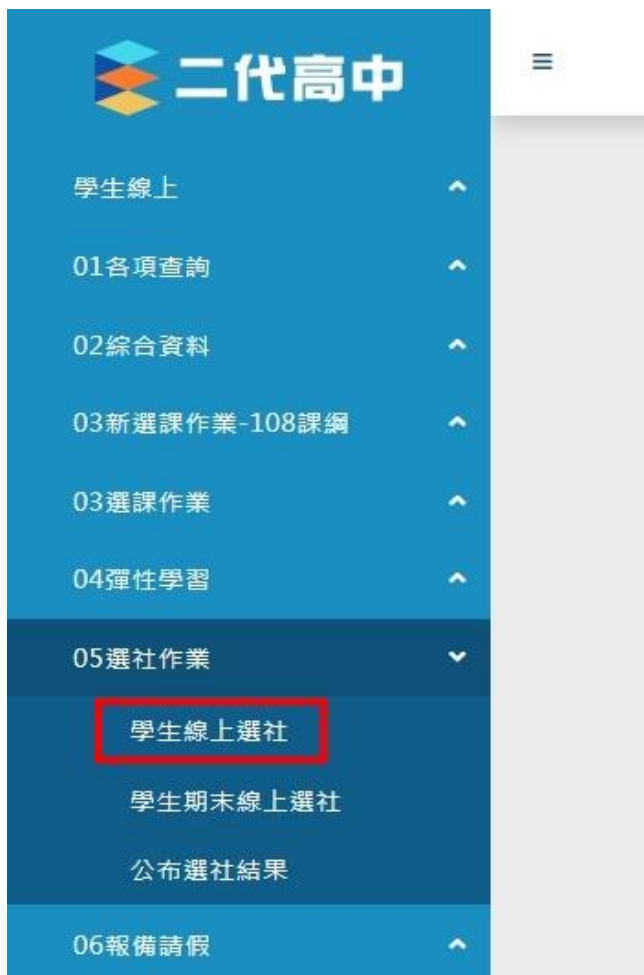 二代高中
學生線上
01各項查詢
02綜合資料
03新選課作業-108課綱
03選課作業
04彈性學習
05選社作業
學生線上選社
學生期末線上選社
公布選社結果
06報備請假